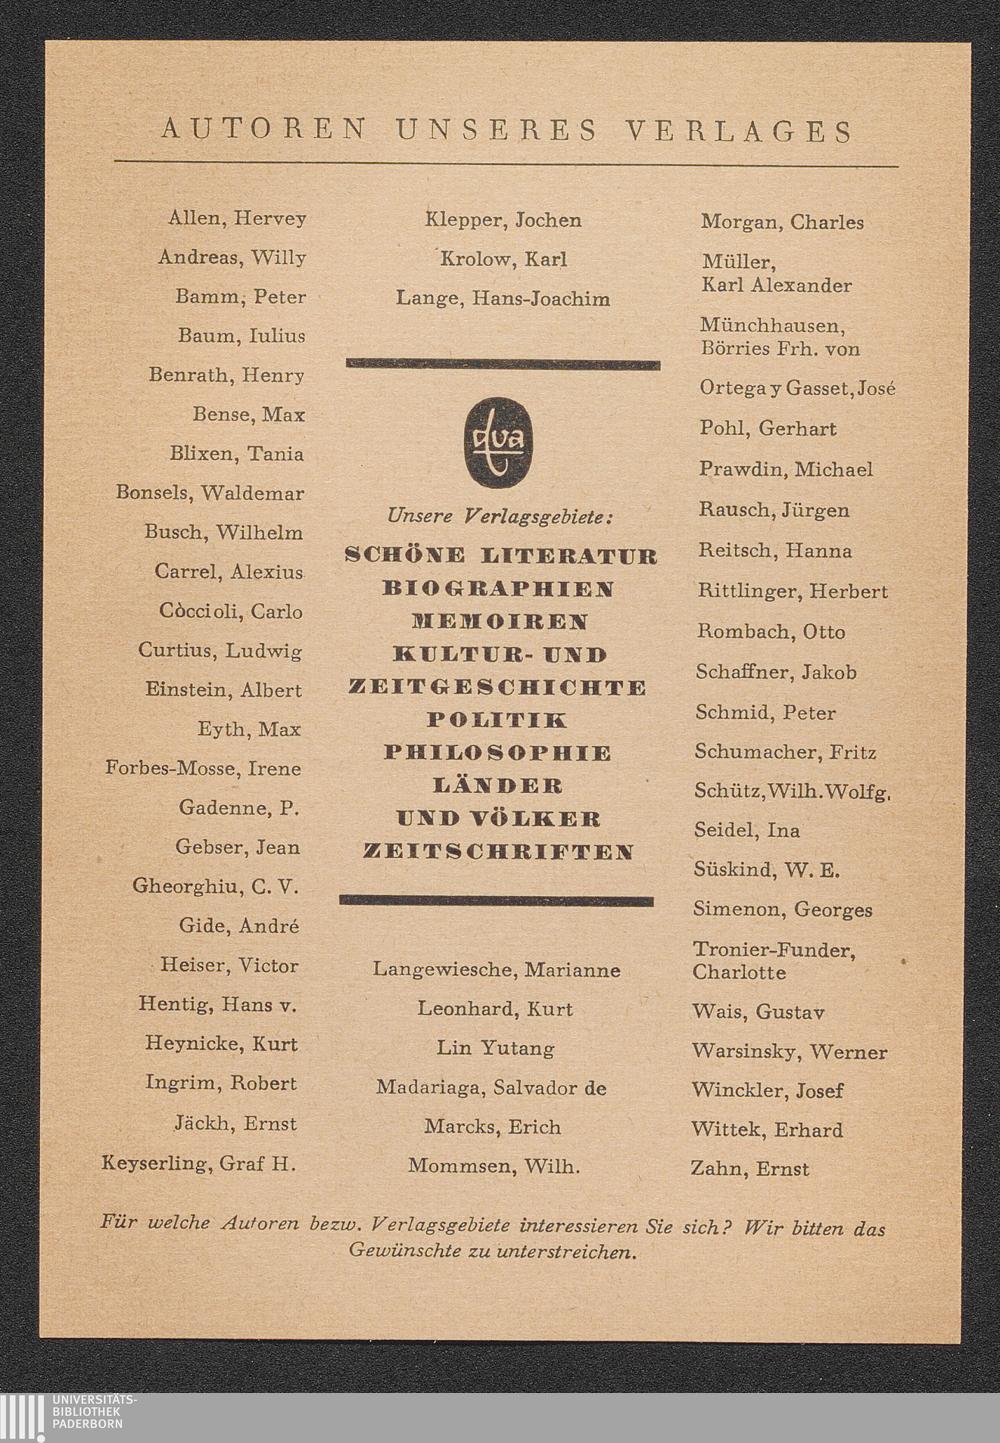 AUTOREN UNSERES VERLAGES
Allen, Hervey
Andreas, Willy
Bamm, Peter
Baum, Iulius
Benrath, Henry
Bense, Max
Blixen, Tania
Bonsels, Waldemar
Busch, Wilhelm
Carrel, Alexius
Còccioli, Carlo
Curtius, Ludwig
Einstein, Albert
Eyth, Max
Forbes-Mosse, Irene
Gadenne, P.
Gebser, Jean
Gheorghiu, C. V.
Gide, André
Heiser, Victor
Hentig, Hans v.
Heynicke, Kurt
Ingrim, Robert
Jäckh, Ernst
Keyserling, Graf H.
Klepper, Jochen
Krolow, Karl
Lange, Hans-Joachim
dva
Unsere Verlagsgebiete:
SCHÖNE LITERATUR
BIOGRAPHIEN
MEMOIREN
KULTUR- UND
ZEITGESCHICHTE
POLITIK
PHILOSOPHIE
LÄNDER
UND VÖLKER
ZEITSCHRIFTEN
Langewiesche, Marianne
Leonhard, Kurt
Lin Yutang
Madariaga, Salvador de
Marcks, Erich
Mommsen, Wilh.
Morgan, Charles
Müller,
Karl Alexander
Münchhausen,
Börries Frh. von
Ortega y Gasset, José
Pohl, Gerhart
Prawdin, Michael
Rausch, Jürgen
Reitsch, Hanna
Rittlinger, Herbert
Rombach, Otto
Schaffner, Jakob
Schmid, Peter
Schumacher, Fritz
Schütz, Wilh. Wolfg.
Seidel, Ina
Süskind, W. E.
Simenon, Georges
Tronier-Funder,
Charlotte
Wais, Gustav
Warsinsky, Werner
Winckler, Josef
Wittek, Erhard
Zahn, Ernst
Für welche Autoren bezw. Verlagsgebiete interessieren Sie sich? Wir bitten das
Gewünschte zu unterstreichen.
UNIVERSITÄTS-
BIBLIOTHEK
PADERBORN